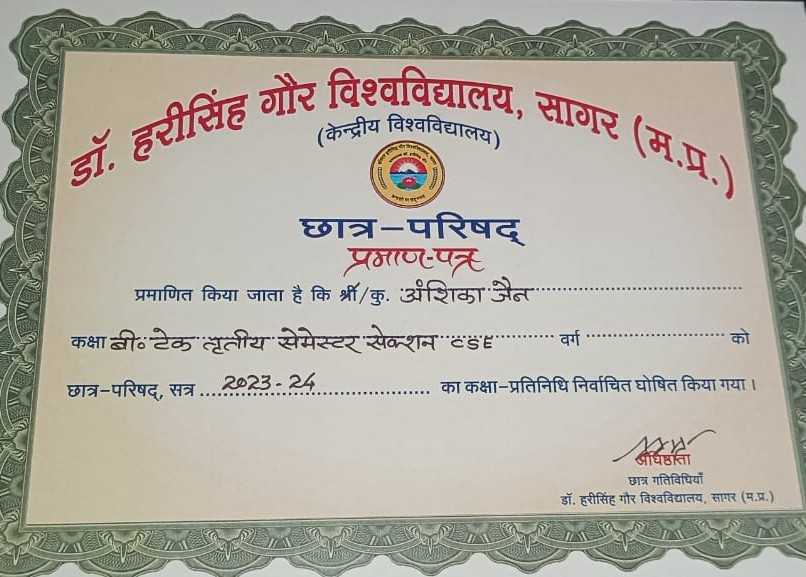 डॉ. हरीसिंह गौर विश्वविद्यालय, सागर (म.प्र.)
(केन्द्रीय विश्वविद्यालय)
छात्र-परिषद्
प्रमाण-पत्र
प्रमाणित किया जाता है कि श्री/कु. अंशिका जैन
कक्षा बी० टेक तृतीय सेमेस्टर सेक्शन CSE वर्ग को
छात्र-परिषद्, सत्र 2023-24 का कक्षा-प्रतिनिधि निर्वाचित घोषित किया गया ।
अधिष्ठाता
छात्र गतिविधियाँ
डॉ. हरीसिंह गौर विश्वविद्यालय, सागर (म.प्र.)